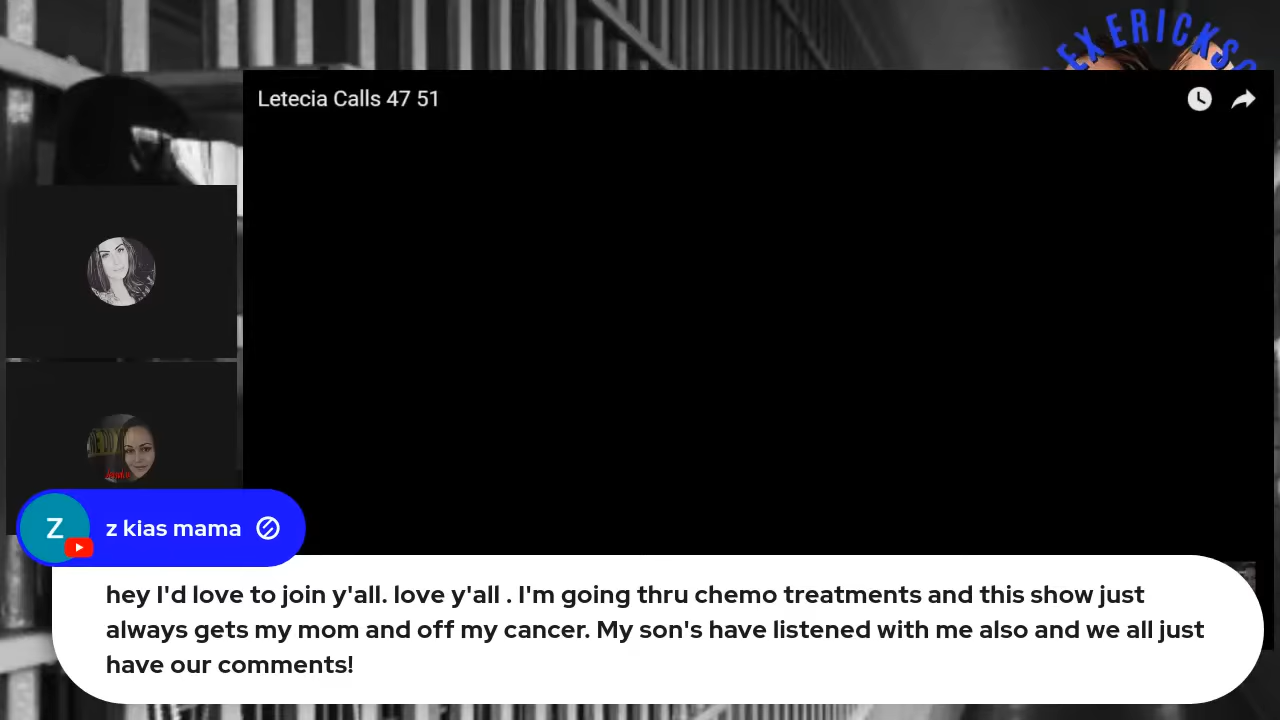 EX ERICKSO
Letecia Calls 47 51
Z
z kias mama
hey I'd love to join y'all. love y'all . I'm going thru chemo treatments and this show just
always gets my mom and off my cancer. My son's have listened with me also and we all just
have our comments!